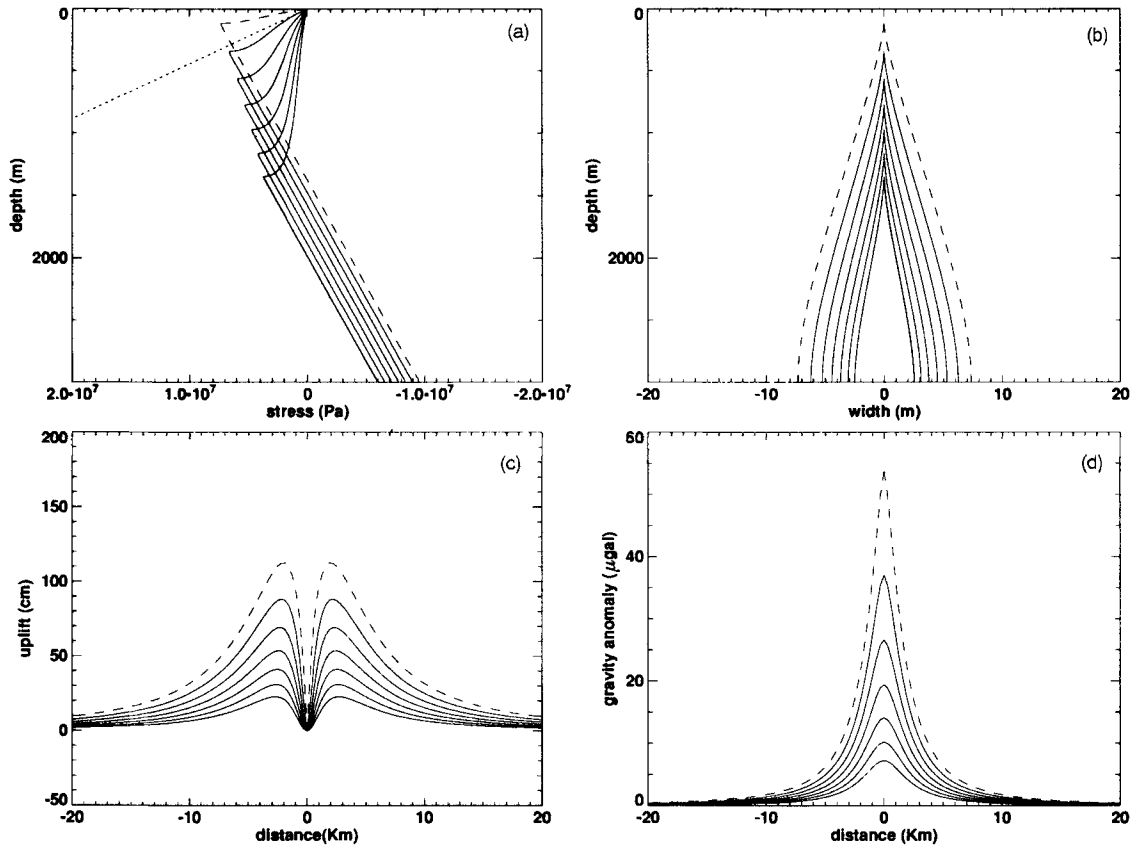 (a)
0
2000
depth (m)
2.0•10⁷
1.0•10⁷
0
-1.0•10⁷
-2.0•10⁷
stress (Pa)
(b)
0
2000
depth (m)
-20
-10
0
10
20
width (m)
(c)
200
150
100
50
0
-50
uplift (cm)
-20
-10
0
10
20
distance(Km)
(d)
60
40
20
0
gravity anomaly (μgal)
-20
-10
0
10
20
distance (Km)